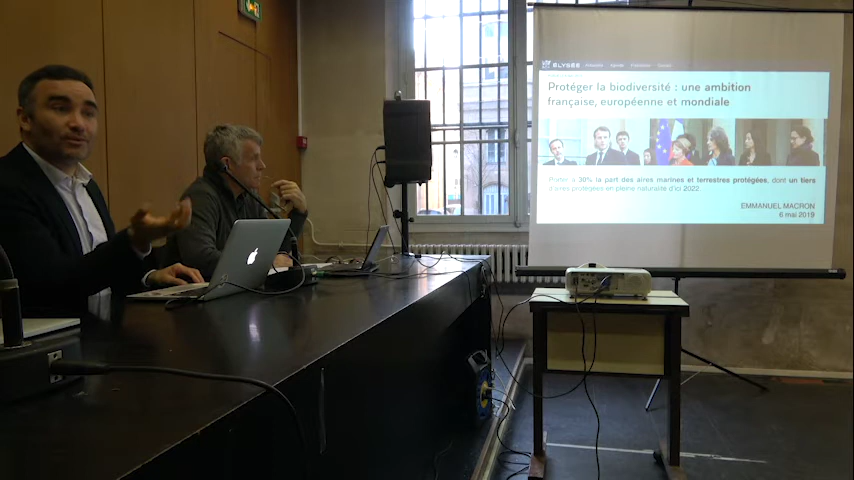 ÉLYSÉE
Protéger la biodiversité : une ambition
française, européenne et mondiale
Porter à 30% la part des aires marines et terrestres protégées, dont un tiers
d'aires protégées en pleine naturalité d'ici 2022.
EMMANUEL MACRON
6 mai 2019